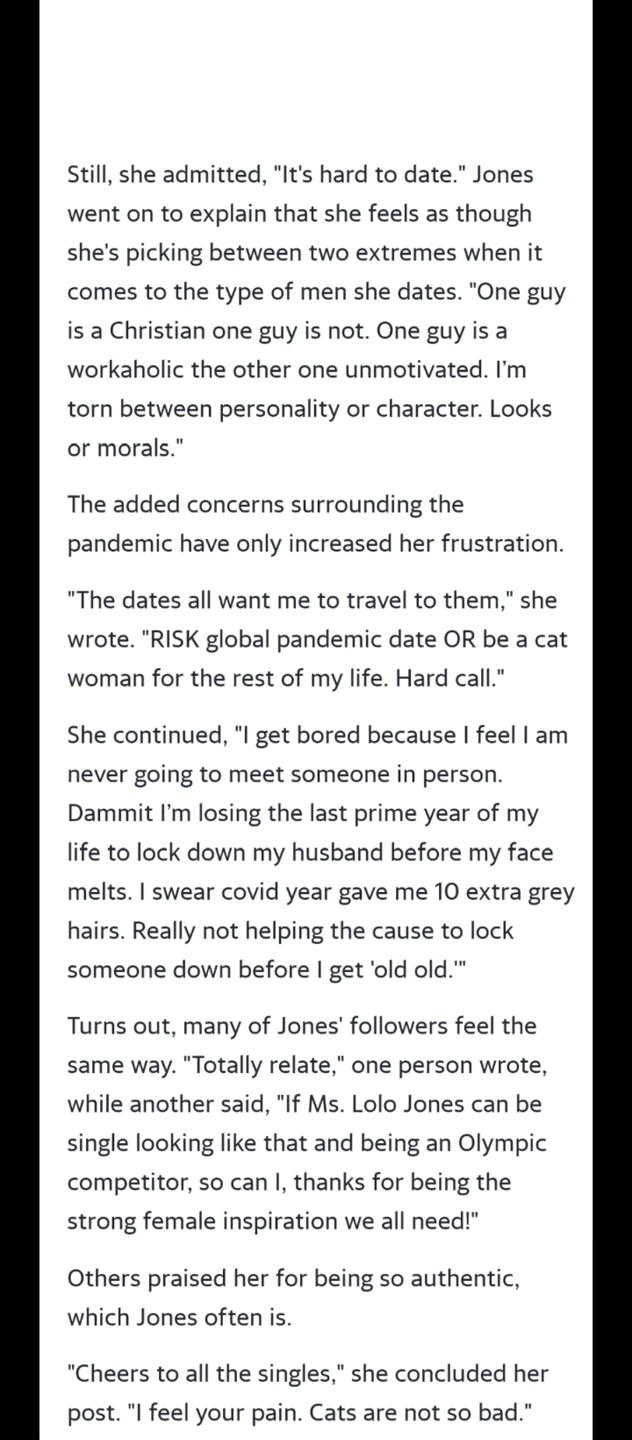 Still, she admitted, "It's hard to date." Jones
went on to explain that she feels as though
she's picking between two extremes when it
comes to the type of men she dates. "One guy
is a Christian one guy is not. One guy is a
workaholic the other one unmotivated. I’m
torn between personality or character. Looks
or morals."
The added concerns surrounding the
pandemic have only increased her frustration.
"The dates all want me to travel to them," she
wrote. "RISK global pandemic date OR be a cat
woman for the rest of my life. Hard call."
She continued, "I get bored because I feel I am
never going to meet someone in person.
Dammit I’m losing the last prime year of my
life to lock down my husband before my face
melts. I swear covid year gave me 10 extra grey
hairs. Really not helping the cause to lock
someone down before I get 'old old.'"
Turns out, many of Jones' followers feel the
same way. "Totally relate," one person wrote,
while another said, "If Ms. Lolo Jones can be
single looking like that and being an Olympic
competitor, so can I, thanks for being the
strong female inspiration we all need!"
Others praised her for being so authentic,
which Jones often is.
"Cheers to all the singles," she concluded her
post. "I feel your pain. Cats are not so bad."